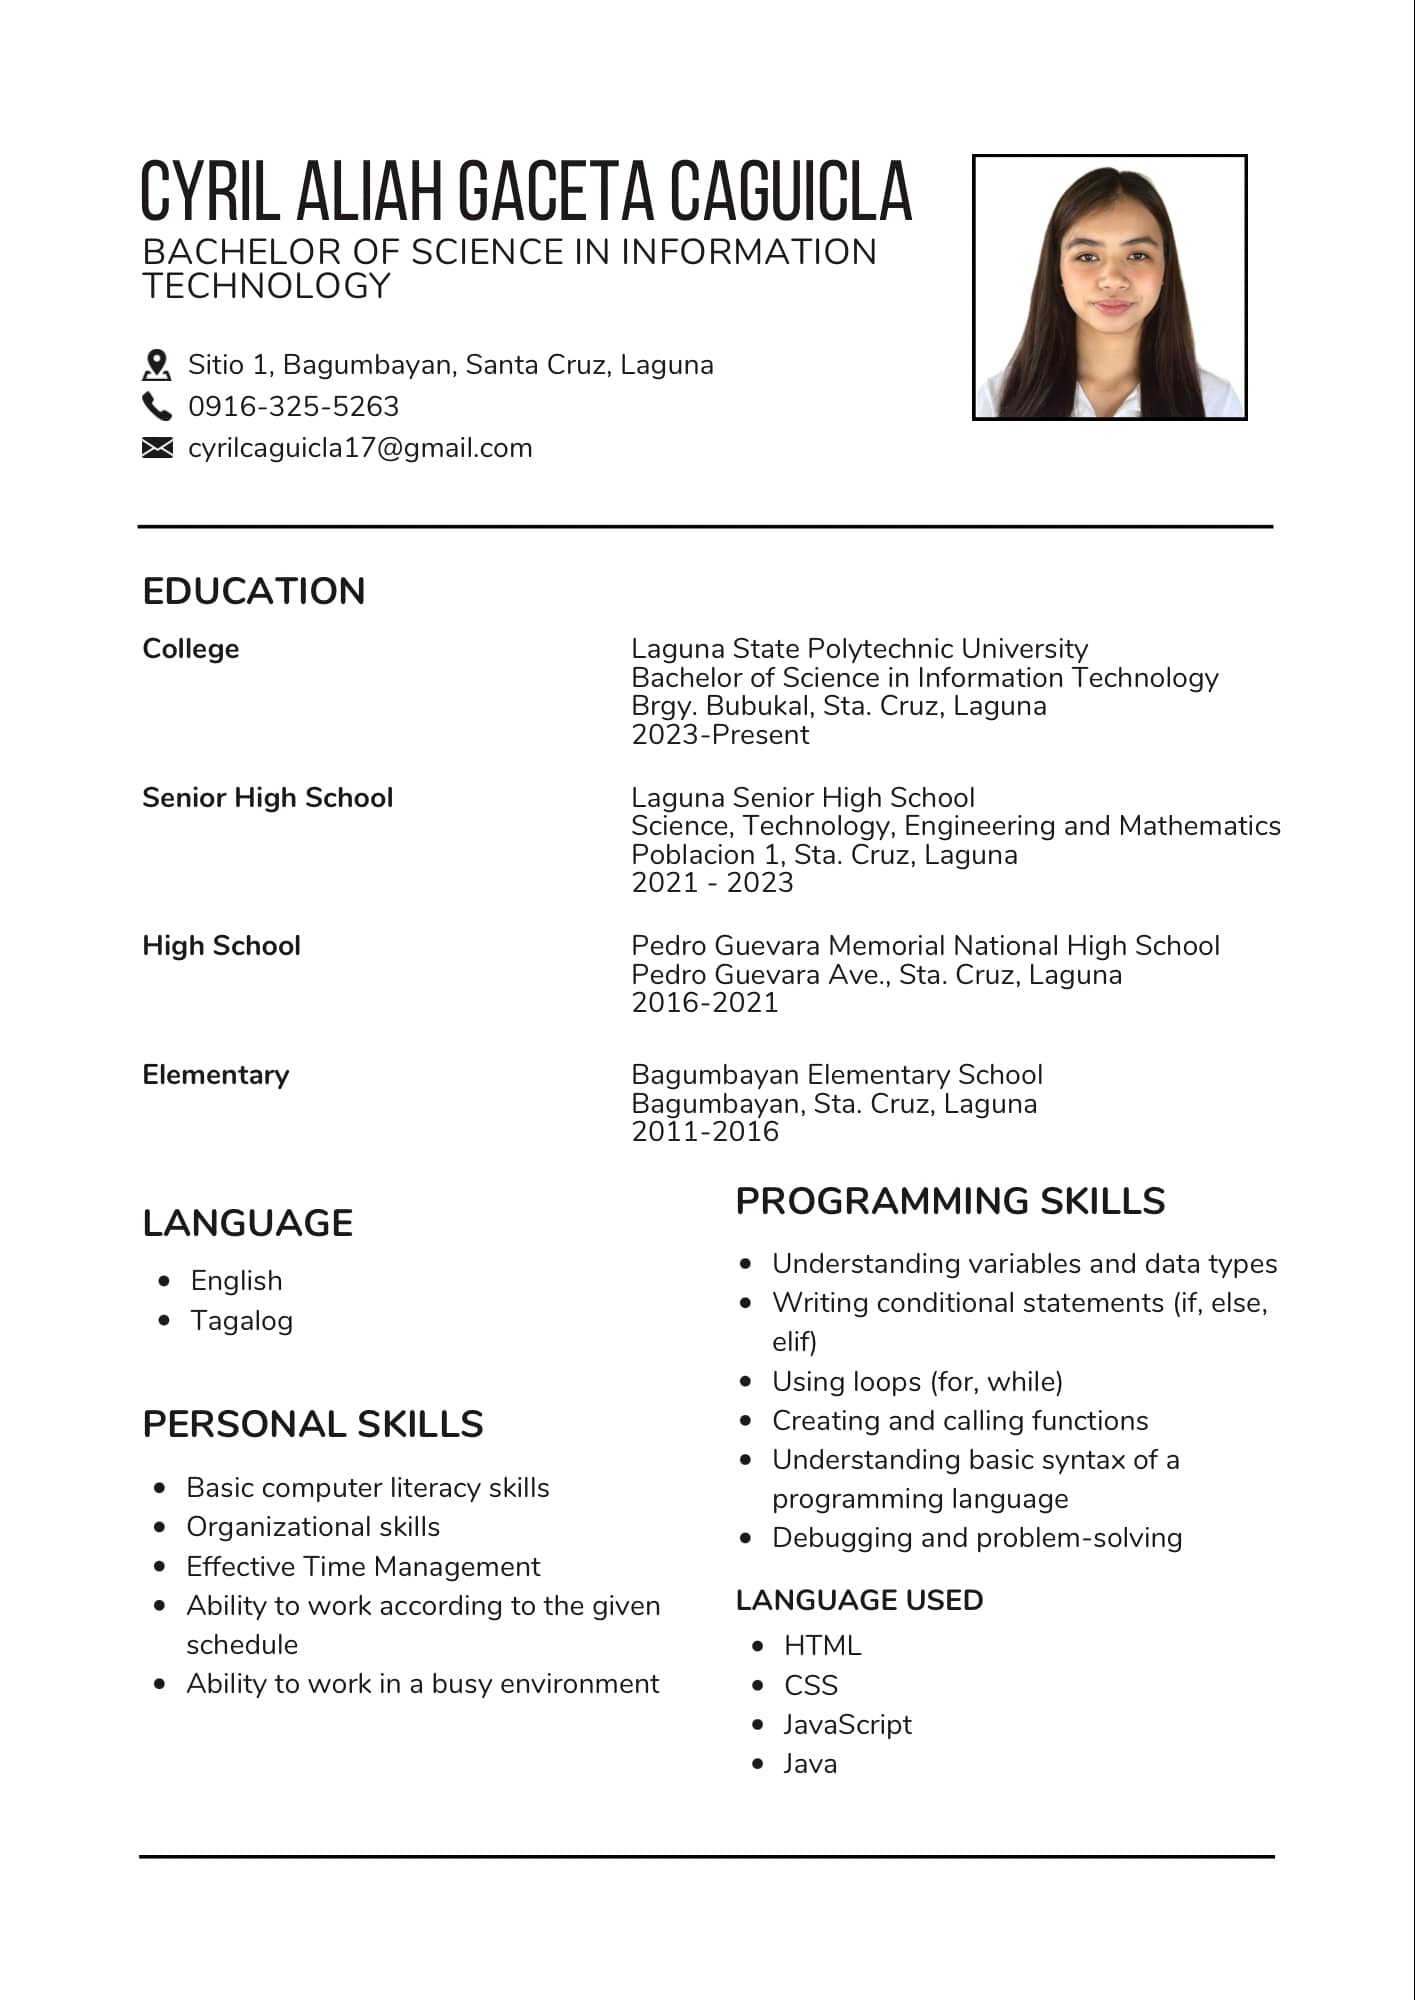 CYRIL ALIAH GACETA CAGUICLA
BACHELOR OF SCIENCE IN INFORMATION
TECHNOLOGY
Sitio 1, Bagumbayan, Santa Cruz, Laguna
0916-325-5263
cyrilcaguicla17@gmail.com
EDUCATION
College
Laguna State Polytechnic University
Bachelor of Science in Information Technology
Brgy. Bubukal, Sta. Cruz, Laguna
2023-Present
Senior High School
Laguna Senior High School
Science, Technology, Engineering and Mathematics
Poblacion 1, Sta. Cruz, Laguna
2021 - 2023
High School
Pedro Guevara Memorial National High School
Pedro Guevara Ave., Sta. Cruz, Laguna
2016-2021
Elementary
Bagumbayan Elementary School
Bagumbayan, Sta. Cruz, Laguna
2011-2016
LANGUAGE
• English
• Tagalog
PERSONAL SKILLS
• Basic computer literacy skills
• Organizational skills
• Effective Time Management
• Ability to work according to the given
schedule
• Ability to work in a busy environment
PROGRAMMING SKILLS
• Understanding variables and data types
• Writing conditional statements (if, else,
elif)
• Using loops (for, while)
• Creating and calling functions
• Understanding basic syntax of a
programming language
• Debugging and problem-solving
LANGUAGE USED
• HTML
• CSS
• JavaScript
• Java